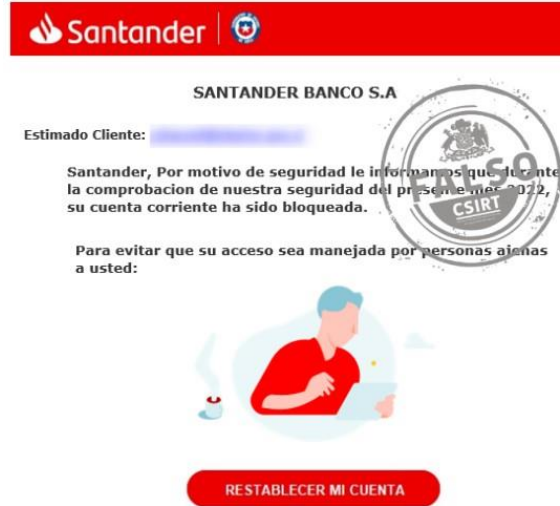 Santander
SANTANDER BANCO S.A
Estimado Cliente:
Santander, Por motivo de seguridad le informamos que durante
la comprobacion de nuestra seguridad del presente mes 2022,
su cuenta corriente ha sido bloqueada.
FALSO
CSIRT
Para evitar que su acceso sea manejada por personas ajenas
a usted:
RESTABLECER MI CUENTA